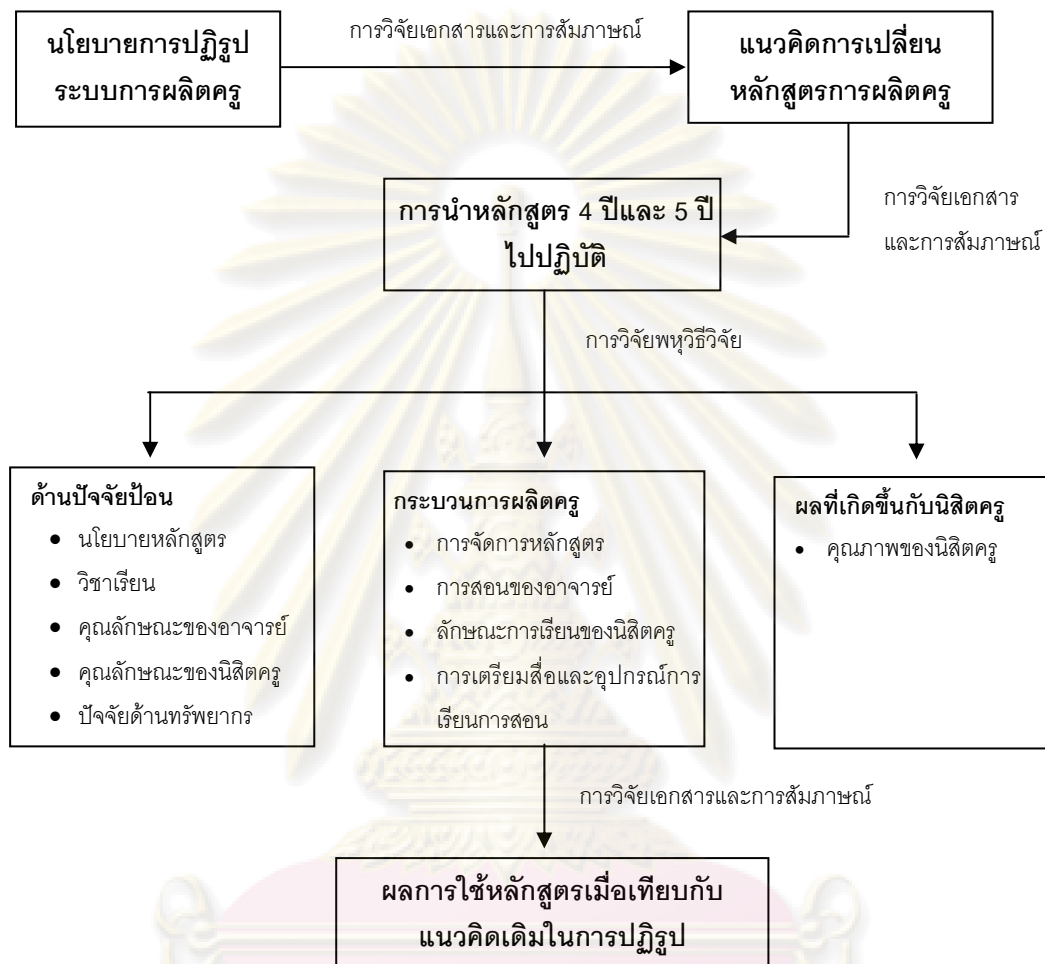 นโยบายการปฏิรูป
ระบบการผลิตครู
การวิจัยเอกสารและการสัมภาษณ์
แนวคิดการเปลี่ยน
หลักสูตรการผลิตครู
การวิจัยเอกสาร
และการสัมภาษณ์
การนำหลักสูตร 4 ปีและ 5 ปี
ไปปฏิบัติ
การวิจัยพหุวิธีวิจัย
ด้านปัจจัยป้อน
• นโยบายหลักสูตร
• วิชาเรียน
• คุณลักษณะของอาจารย์
• คุณลักษณะของนิสิตครู
• ปัจจัยด้านทรัพยากร
กระบวนการผลิตครู
• การจัดการหลักสูตร
• การสอนของอาจารย์
• ลักษณะการเรียนของนิสิตครู
• การเตรียมสื่อและอุปกรณ์การ
เรียนการสอน
ผลที่เกิดขึ้นกับนิสิตครู
• คุณภาพของนิสิตครู
การวิจัยเอกสารและการสัมภาษณ์
ผลการใช้หลักสูตรเมื่อเทียบกับ
แนวคิดเดิมในการปฏิรูป